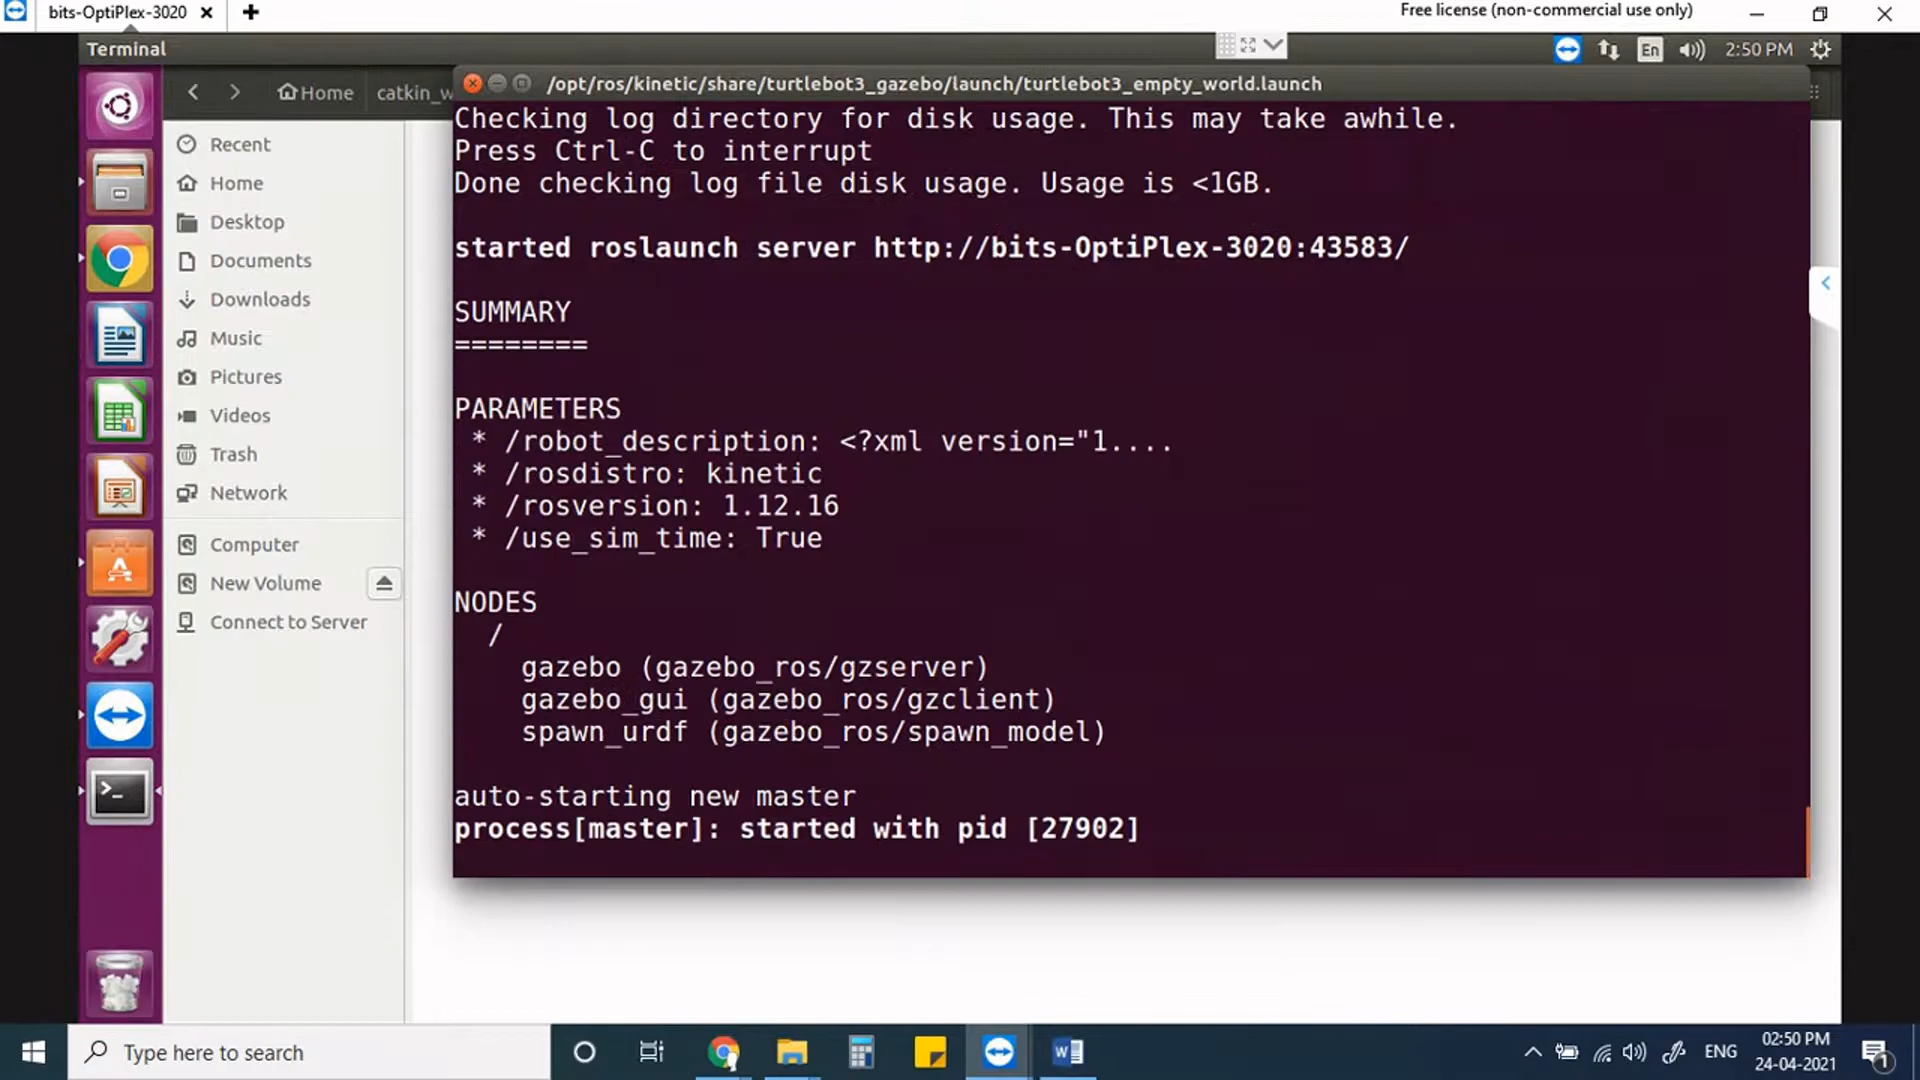 bits-OptiPlex-3020
Free license (non-commercial use only)
Terminal
En
2:50 PM
Home
catkin_w
/opt/ros/kinetic/share/turtlebot3_gazebo/launch/turtlebot3_empty_world.launch
Recent
Home
Desktop
Documents
Downloads
Music
Pictures
Videos
Trash
Network
Computer
New Volume
Connect to Server
Checking log directory for disk usage. This may take awhile.
Press Ctrl-C to interrupt
Done checking log file disk usage. Usage is <1GB.
started roslaunch server http://bits-OptiPlex-3020:43583/
SUMMARY
========
PARAMETERS
* /robot_description: <?xml version="1....
* /rosdistro: kinetic
* /rosversion: 1.12.16
* /use_sim_time: True
NODES
/
gazebo (gazebo_ros/gzserver)
gazebo_gui (gazebo_ros/gzclient)
spawn_urdf (gazebo_ros/spawn_model)
auto-starting new master
process[master]: started with pid [27902]
Type here to search
ENG
02:50 PM
24-04-2021
1